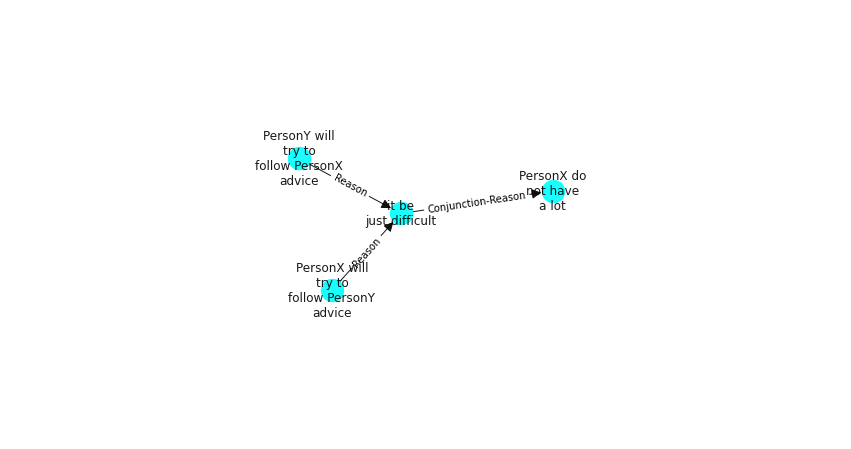 PersonY will
try to
follow PersonX
advice
Reason
PersonX do
not have
a lot
Conjunction-Reason
it be
just difficult
Reason
PersonX will
try to
follow PersonY
advice